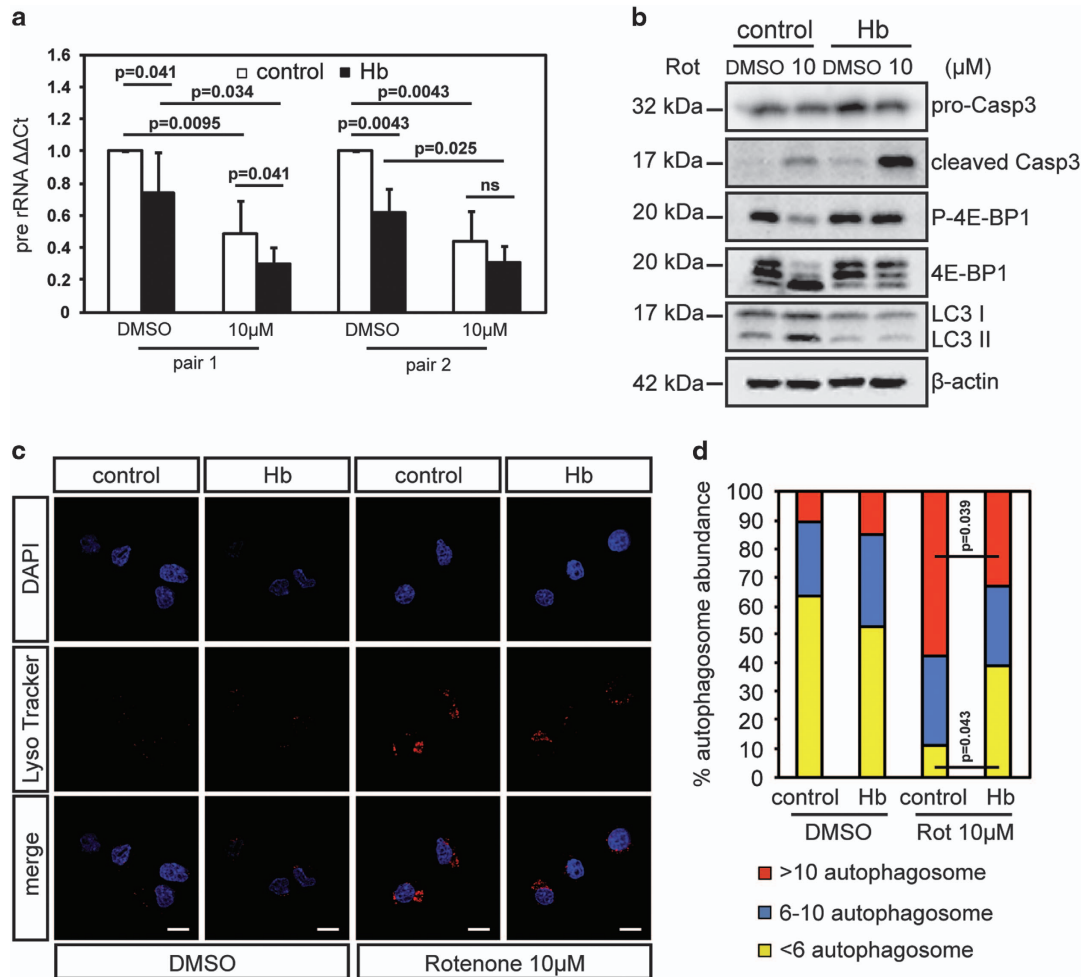 a
pre rRNA ΔΔCt
1.6
1.4
1.2
1.0
0.8
0.6
0.4
0.2
0
control Hb
p=0.041
p=0.034
p=0.0095
p=0.041
p=0.0043
p=0.0043
p=0.025
ns
DMSO 10µM DMSO 10µM
pair 1 pair 2
b
control Hb
Rot DMSO 10 DMSO 10 (µM)
32 kDa pro-Casp3
17 kDa cleaved Casp3
20 kDa P-4E-BP1
20 kDa 4E-BP1
17 kDa LC3 I
LC3 II
42 kDa β-actin
c
control Hb control Hb
DAPI
Lyso Tracker
merge
DMSO Rotenone 10µM
d
% autophagosome abundance
100
90
80
70
60
50
40
30
20
10
0
p=0.039
p=0.043
control Hb control Hb
DMSO Rot 10µM
>10 autophagosome
6-10 autophagosome
<6 autophagosome